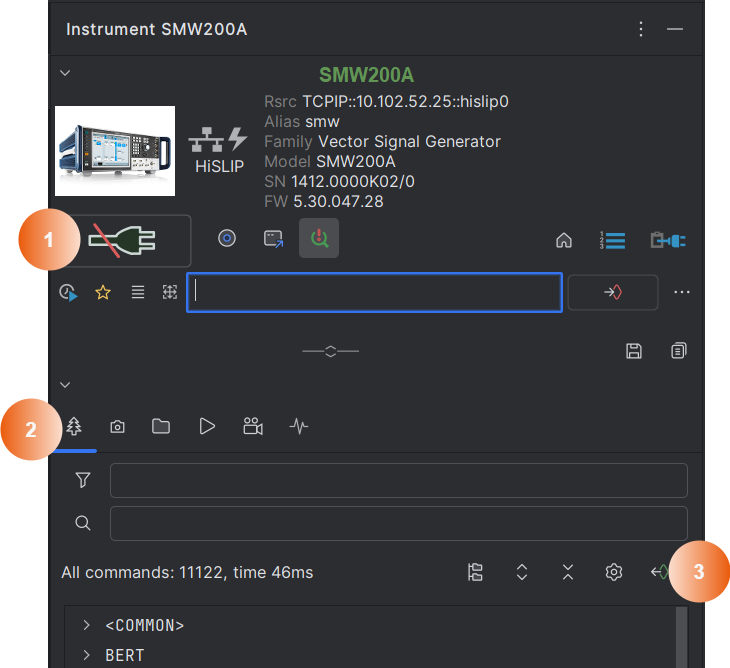 Instrument SMW200A
SMW200A
Rsrc TCPIP::10.102.52.25::hislip0
Alias smw
Family Vector Signal Generator
HiSLIP
Model SMW200A
SN 1412.0000K02/0
FW 5.30.047.28
1
2
All commands: 11122, time 46ms
3
<COMMON>
BERT